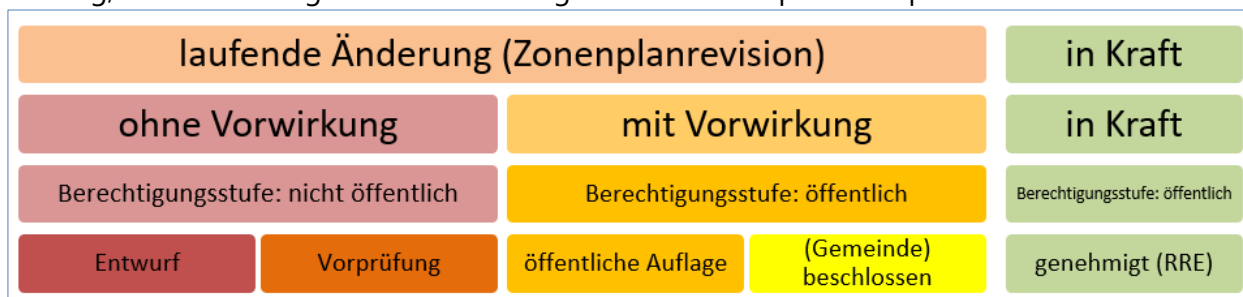 laufende Änderung (Zonenplanrevision) in Kraft
ohne Vorwirkung mit Vorwirkung in Kraft
Berechtigungsstufe: nicht öffentlich Berechtigungsstufe: öffentlich Berechtigungsstufe: öffentlich
Entwurf Vorprüfung öffentliche Auflage (Gemeinde) beschlossen genehmigt (RRE)